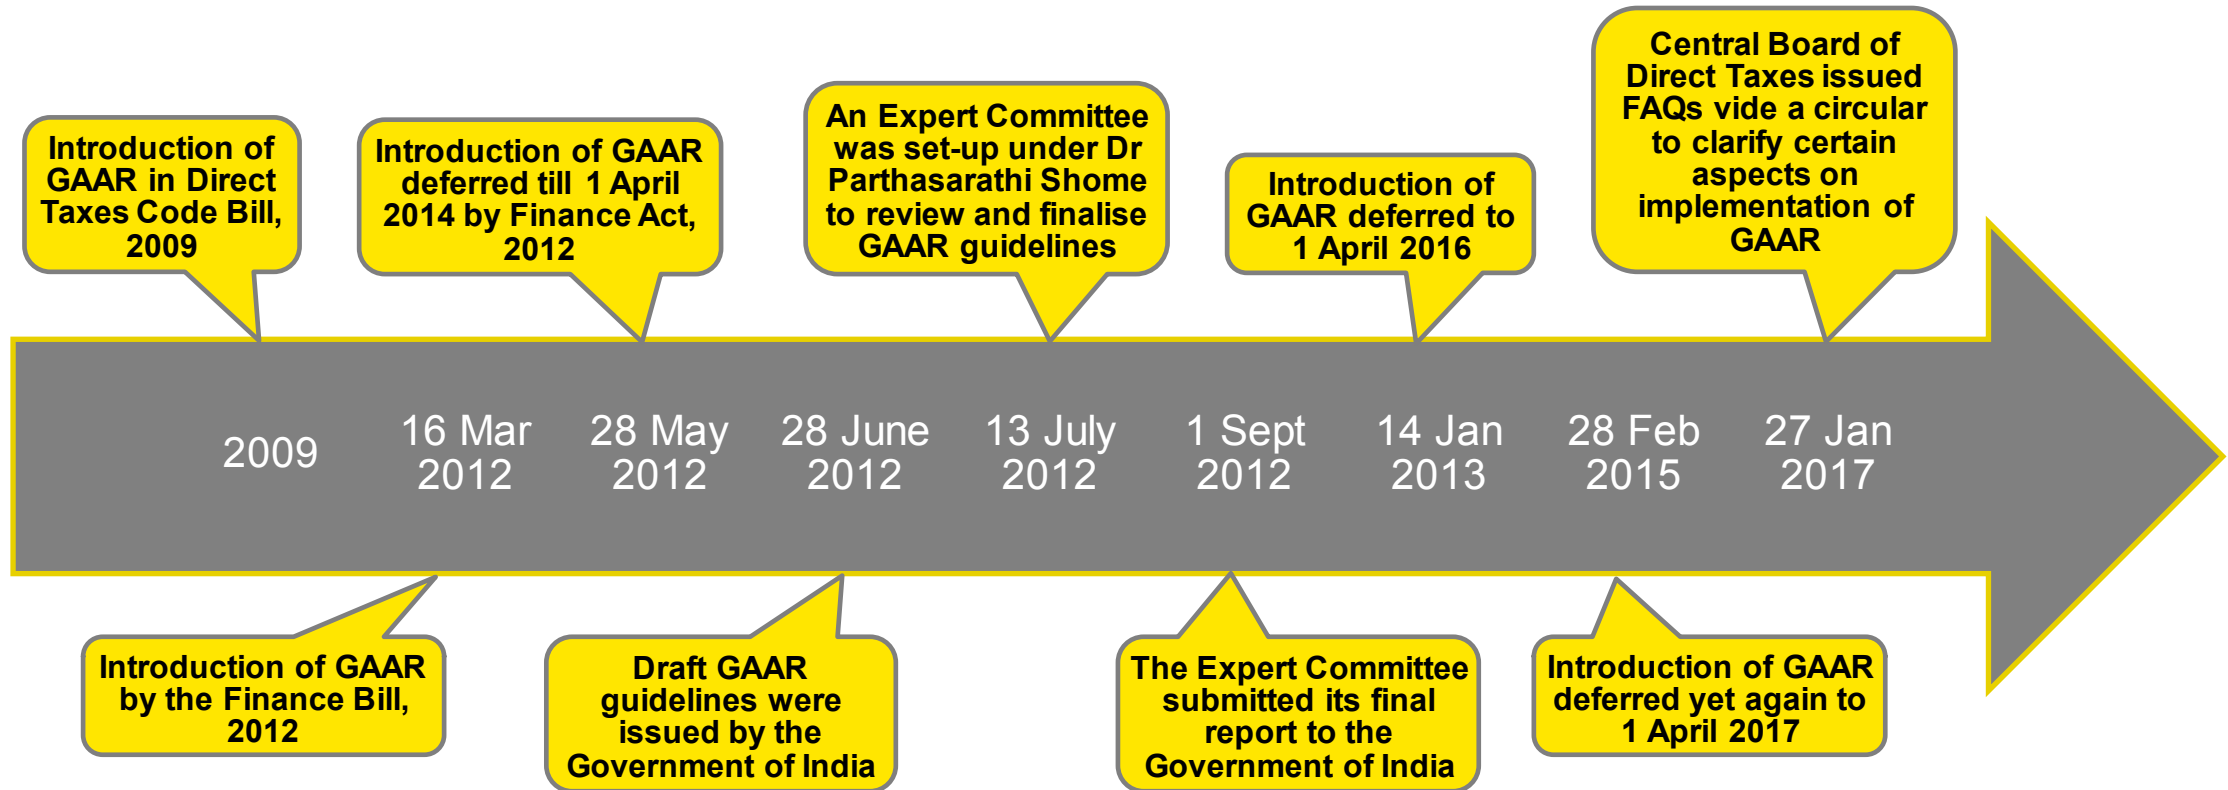 Introduction of
GAAR in Direct
Taxes Code Bill,
2009
Introduction of GAAR
deferred till 1 April
2014 by Finance Act,
2012
An Expert Committee
was set-up under Dr
Parthasarathi Shome
to review and finalise
GAAR guidelines
Introduction of
GAAR deferred to
1 April 2016
Central Board of
Direct Taxes issued
FAQs vide a circular
to clarify certain
aspects on
implementation of
GAAR
2009
16 Mar
2012
28 May
2012
28 June
2012
13 July
2012
1 Sept
2012
14 Jan
2013
28 Feb
2015
27 Jan
2017
Introduction of GAAR
by the Finance Bill,
2012
Draft GAAR
guidelines were
issued by the
Government of India
The Expert Committee
submitted its final
report to the
Government of India
Introduction of GAAR
deferred yet again to
1 April 2017